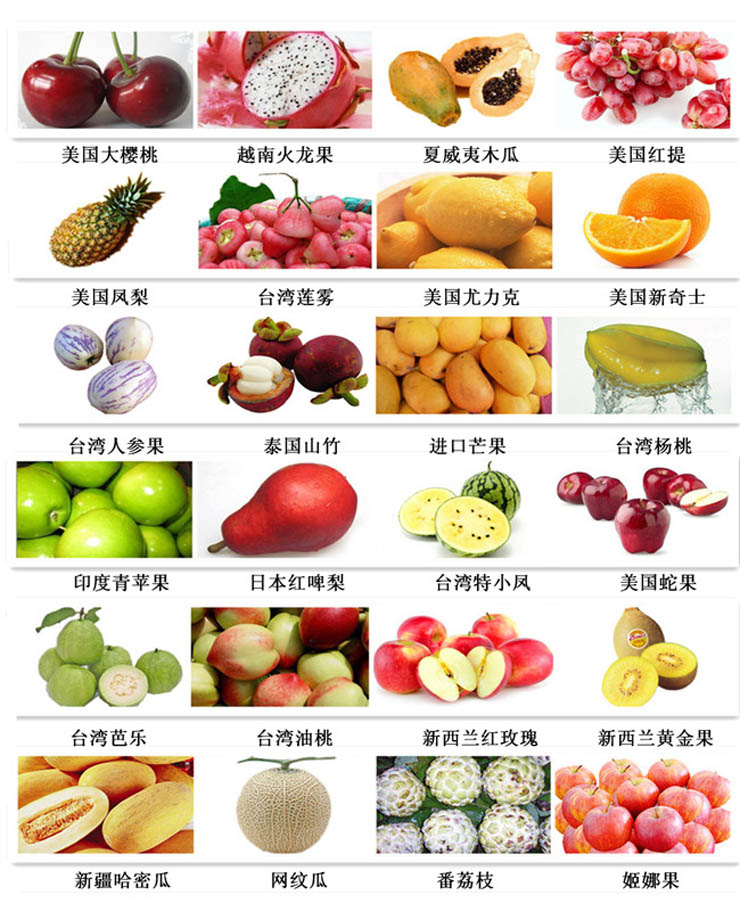 美国大樱桃 越南火龙果 夏威夷木瓜 美国红提
美国凤梨 台湾莲雾 美国尤力克 美国新奇士
台湾人参果 泰国山竹 进口芒果 台湾杨桃
印度青苹果 日本红啤梨 台湾特小凤 美国蛇果
台湾芭乐 台湾油桃 新西兰红玫瑰 新西兰黄金果
新疆哈密瓜 网纹瓜 番荔枝 姬娜果